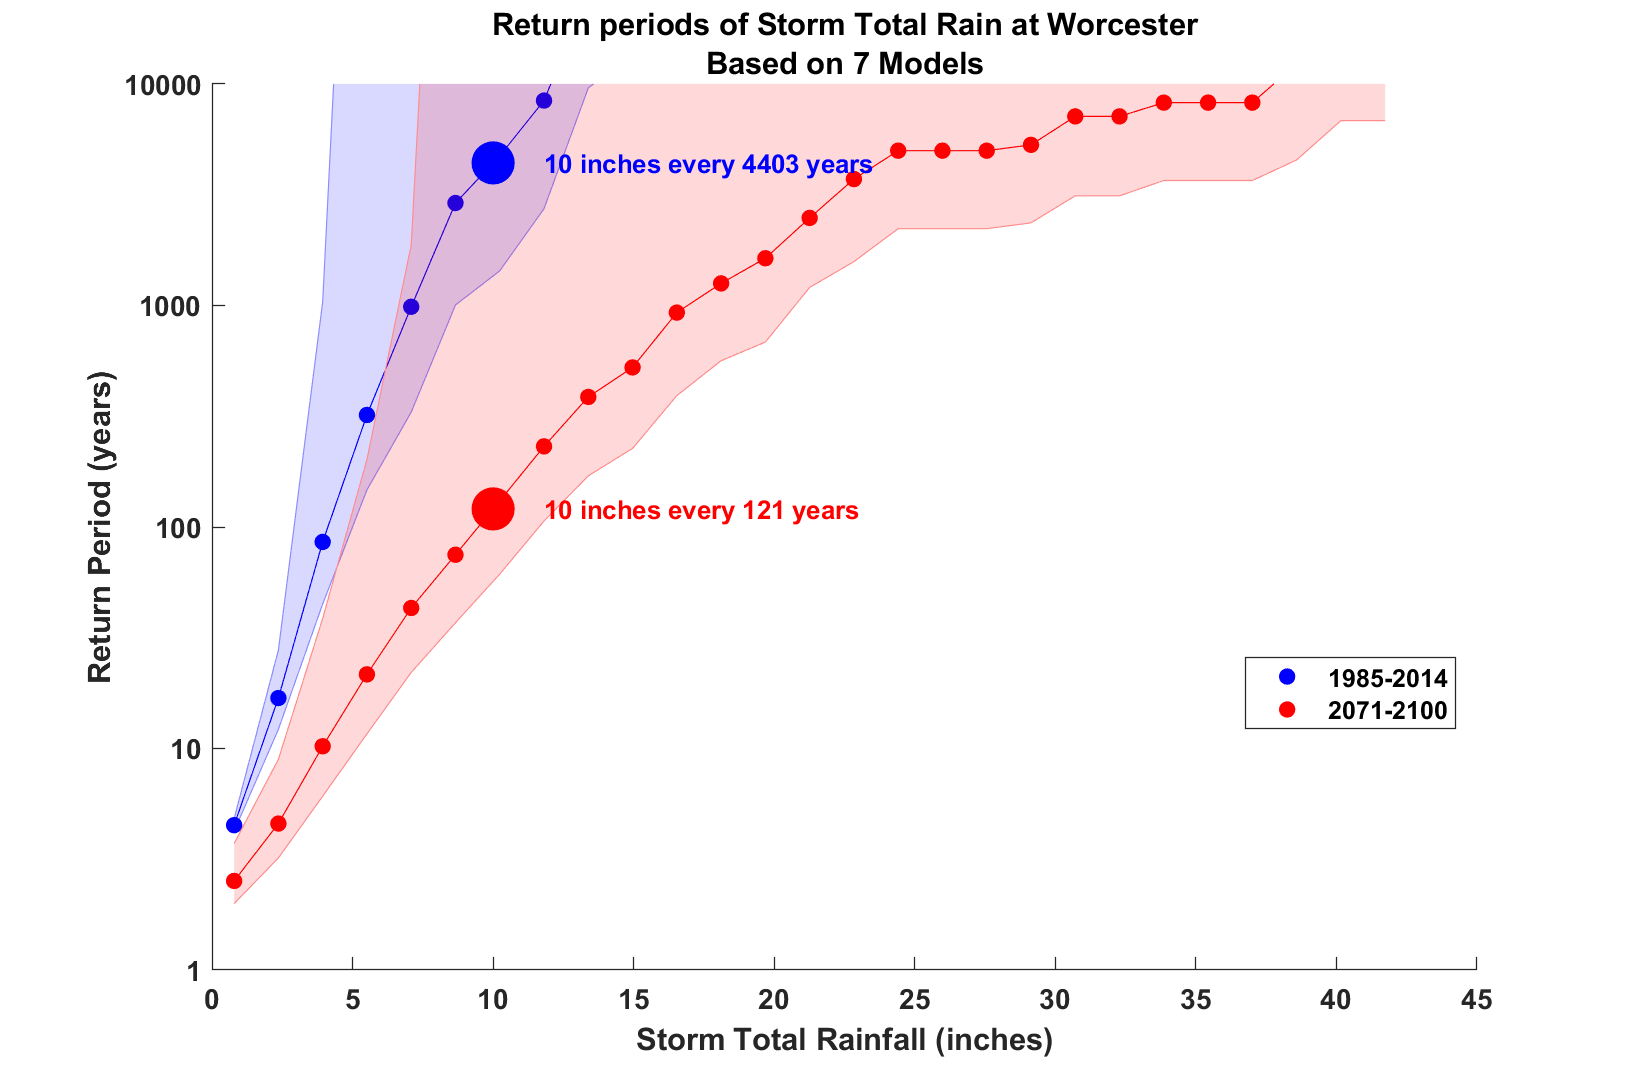 Return periods of Storm Total Rain at Worcester
Based on 7 Models
10000
1000
100
10
1
Return Period (years)
10 inches every 4403 years
10 inches every 121 years
1985-2014
2071-2100
0 5 10 15 20 25 30 35 40 45
Storm Total Rainfall (inches)